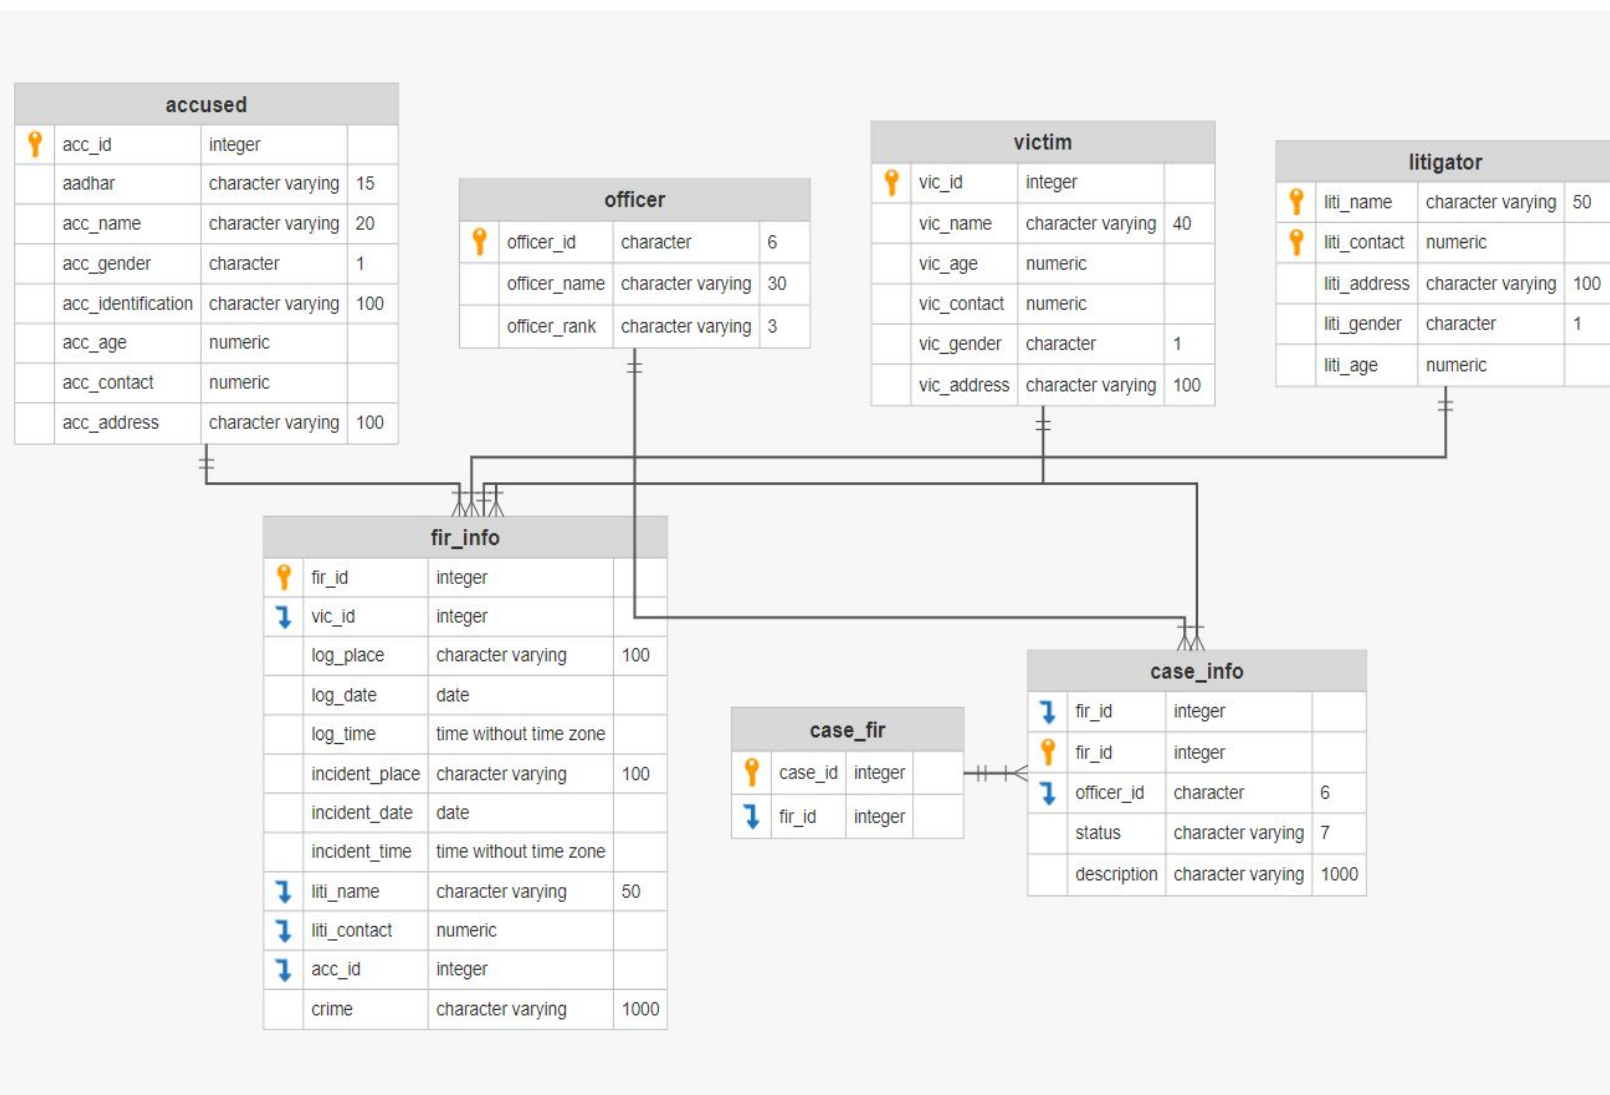 accused
acc_id integer
aadhar character varying 15
acc_name character varying 20
acc_gender character 1
acc_identification character varying 100
acc_age numeric
acc_contact numeric
acc_address character varying 100
officer
officer_id character 6
officer_name character varying 30
officer_rank character varying 3
victim
vic_id integer
vic_name character varying 40
vic_age numeric
vic_contact numeric
vic_gender character 1
vic_address character varying 100
litigator
liti_name character varying 50
liti_contact numeric
liti_address character varying 100
liti_gender character 1
liti_age numeric
fir_info
fir_id integer
vic_id integer
log_place character varying 100
log_date date
log_time time without time zone
incident_place character varying 100
incident_date date
incident_time time without time zone
liti_name character varying 50
liti_contact numeric
acc_id integer
crime character varying 1000
case_fir
case_id integer
fir_id integer
case_info
fir_id integer
fir_id integer
officer_id character 6
status character varying 7
description character varying 1000